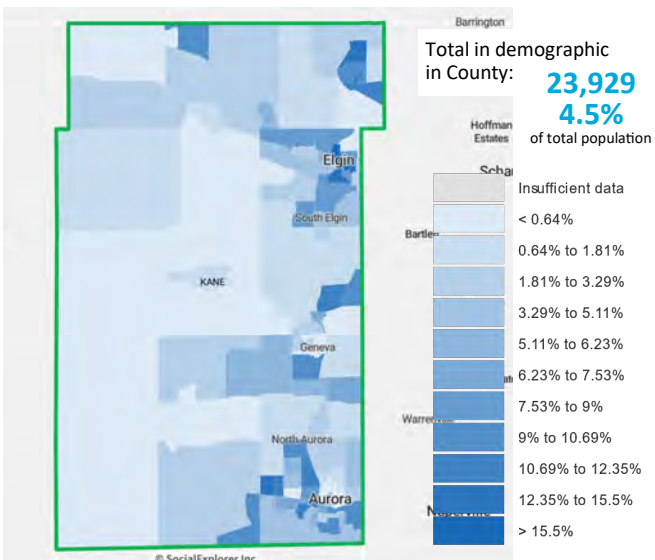 Barrington
Total in demographic
in County:
23,929
4.5%
of total population
Hoffman
Estates
Elgin
Scha
Insufficient data
< 0.64%
South Elgin
Bartlett
0.64% to 1.81%
KANE
1.81% to 3.29%
3.29% to 5.11%
Geneva
5.11% to 6.23%
6.23% to 7.53%
7.53% to 9%
North Aurora
9% to 10.69%
10.69% to 12.35%
Aurora
12.35% to 15.5%
> 15.5%
© SocialExplorer Inc